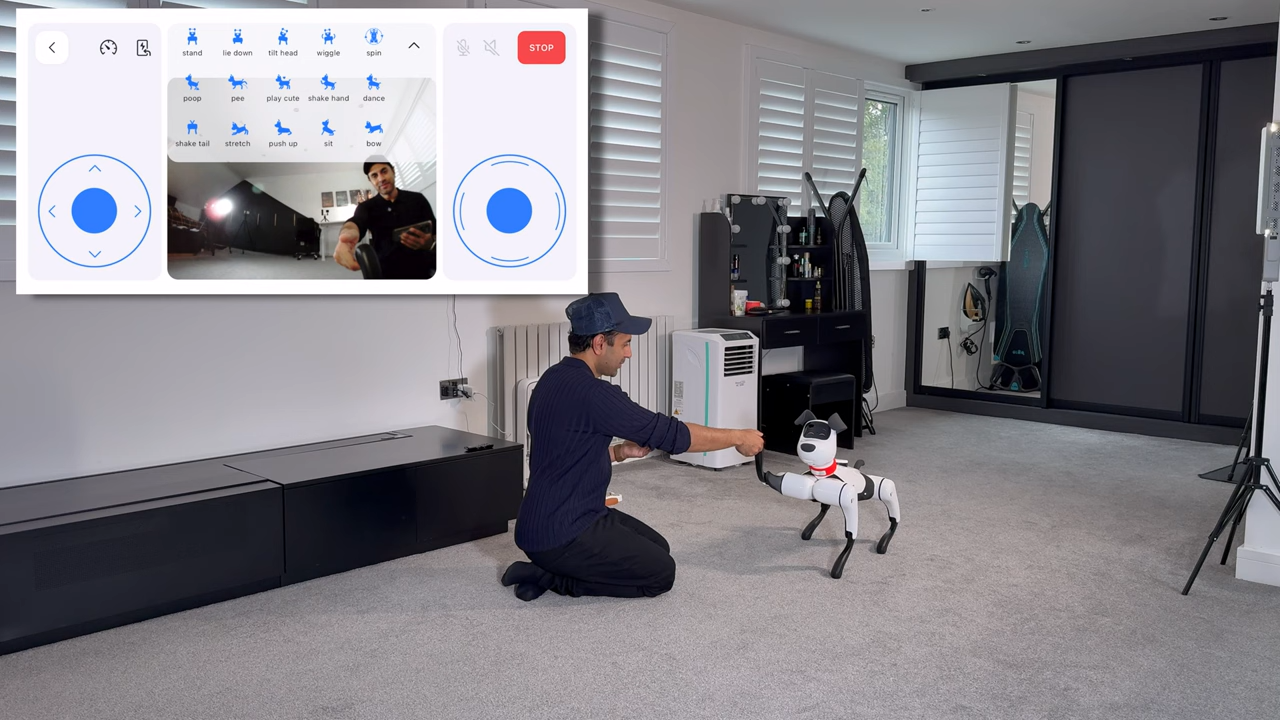 stand lie down tilt head wiggle spin
STOP
poop pee play cute shake hand dance
shake tail stretch push up sit bow